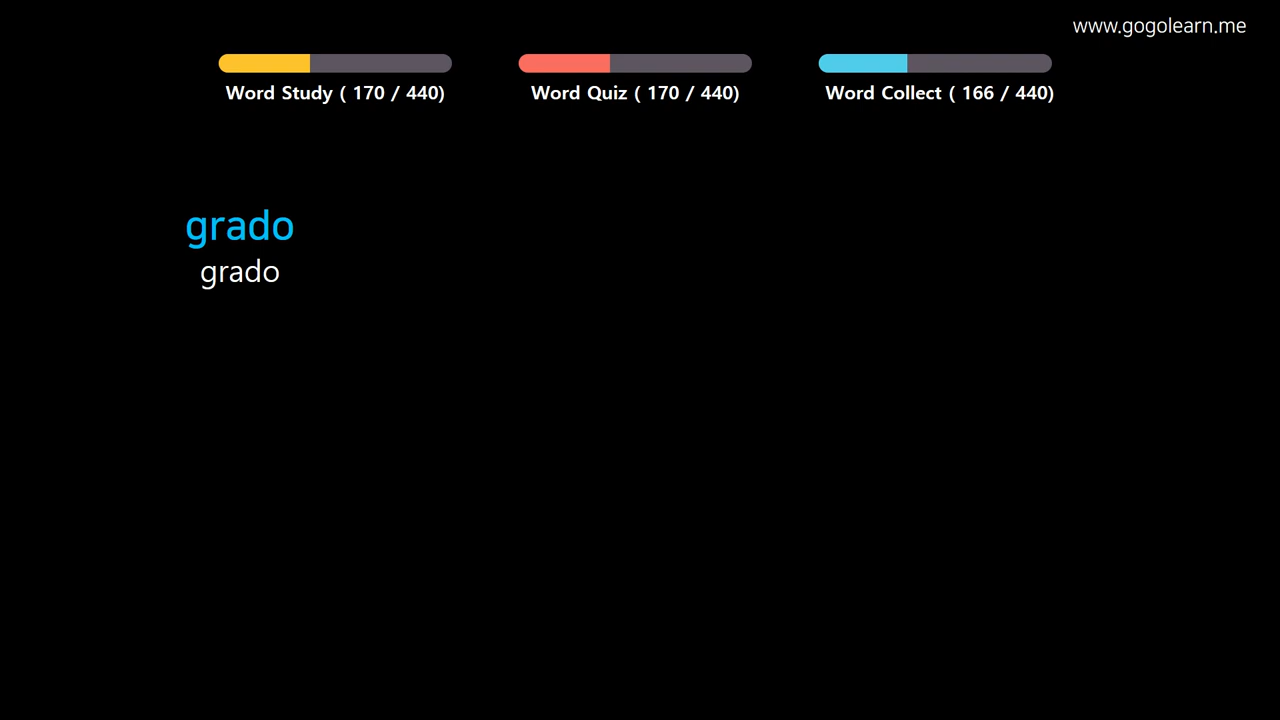 www.gogolearn.me
Word Study ( 170 / 440)
Word Quiz ( 170 / 440)
Word Collect ( 166 / 440)
grado
grado